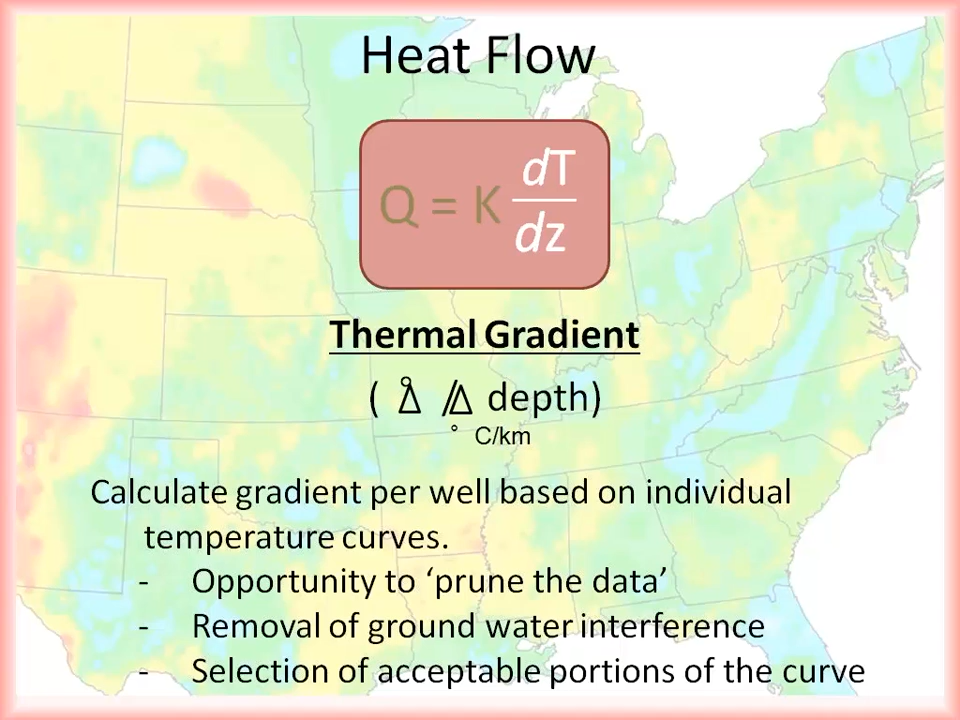 Heat Flow
Q = K dT/dz
Thermal Gradient
( Δ° /Δ depth)
° C/km
Calculate gradient per well based on individual
temperature curves.
- Opportunity to ‘prune the data’
- Removal of ground water interference
- Selection of acceptable portions of the curve